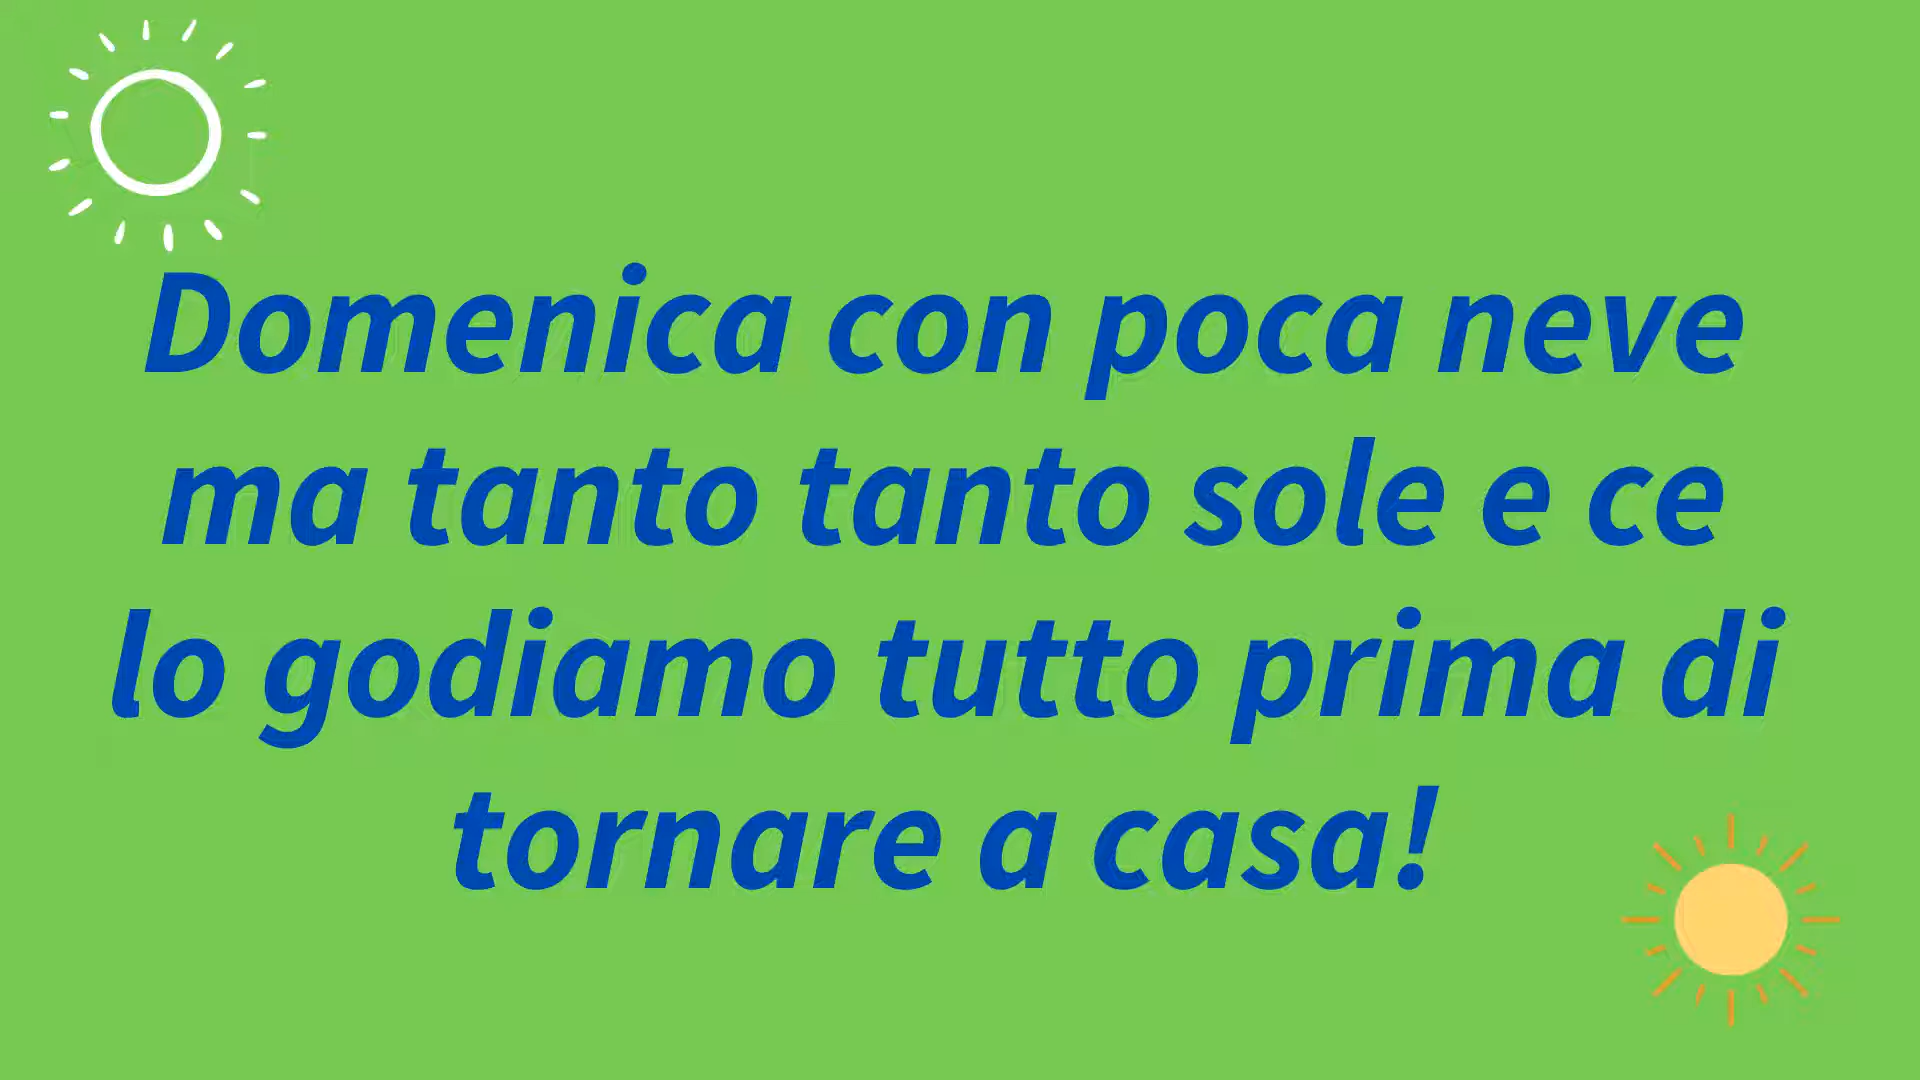 Domenica con poca neve
ma tanto tanto sole e ce
lo godiamo tutto prima di
tornare a casa!